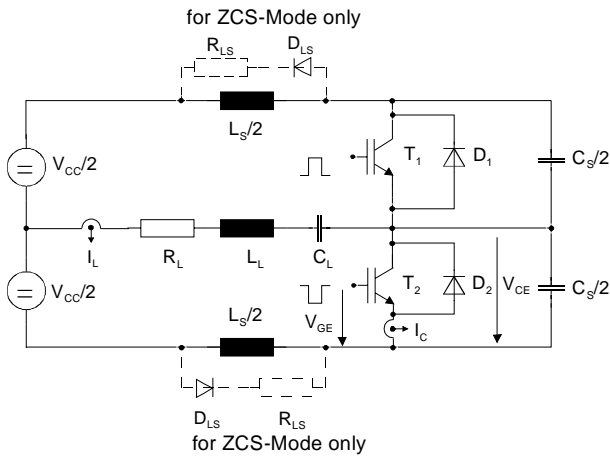 for ZCS-Mode only
R_LS D_LS
L_S/2
V_CC/2 T_1 D_1 C_S/2
I_L R_L L_L C_L
V_CC/2 T_2 D_2 V_CE C_S/2
L_S/2 V_GE I_C
D_LS R_LS
for ZCS-Mode only